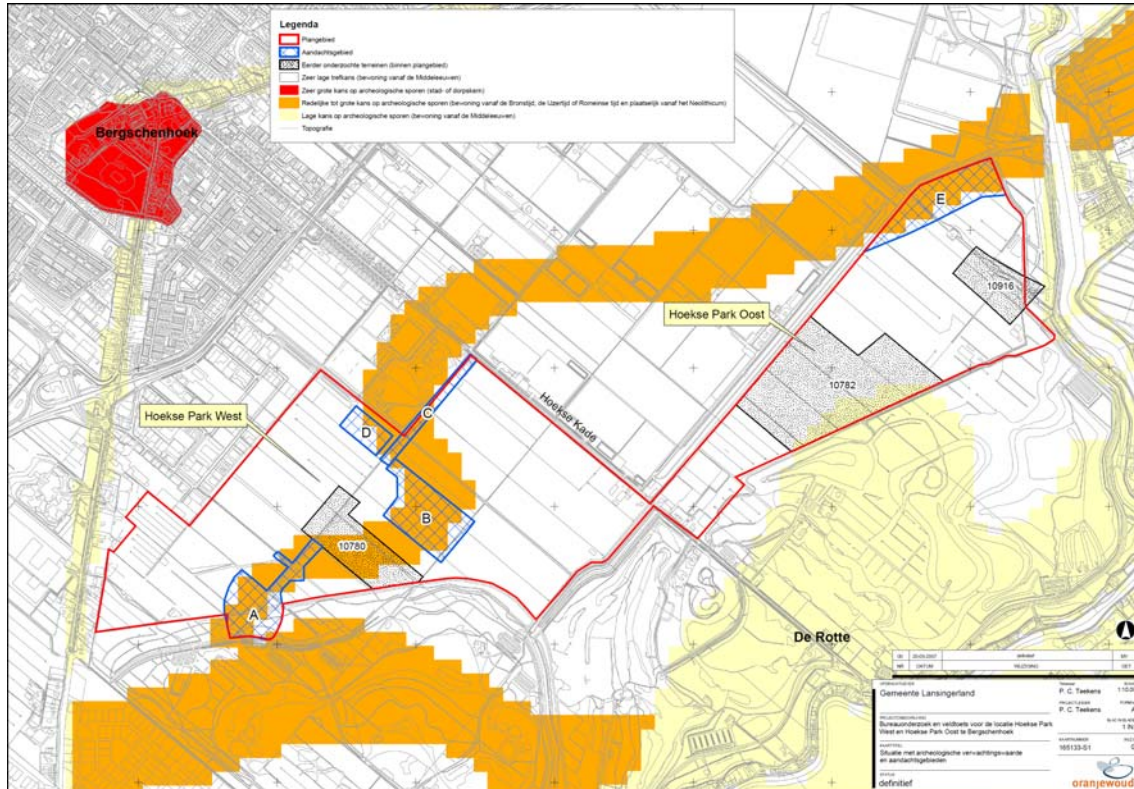 Legenda
Plangebied
Aandachtsgebied
Eerder onderzochte terreinen (binnen plangebied)
Zeer lage trefkans (bewoning vanaf de Middeleeuwen)
Zeer grote kans op archeologische sporen (stad- of dorpskern)
Redelijke tot grote kans op archeologische sporen (bewoning vanaf de Bronstijd, de IJzertijd of Romeinse tijd en plaatselijk vanaf het Neolithicum)
Lage kans op archeologische sporen (bewoning vanaf de Middeleeuwen)
Topografie
Bergschenhoek
E
10916
Hoekse Park Oost
10782
Hoekse Kade
C
D
Hoekse Park West
B
10780
A
De Rotte
Gemeente Lansingerland
P. C. Teekens
P. C. Teekens
Bureauonderzoek en veldtoets voor de locatie Hoekse Park
West en Hoekse Park Oost te Bergschenhoek
1 IN
165133-S1
Situatie met archeologische verwachtingswaarde
en aandachtsgebieden
definitief
oranjewoud